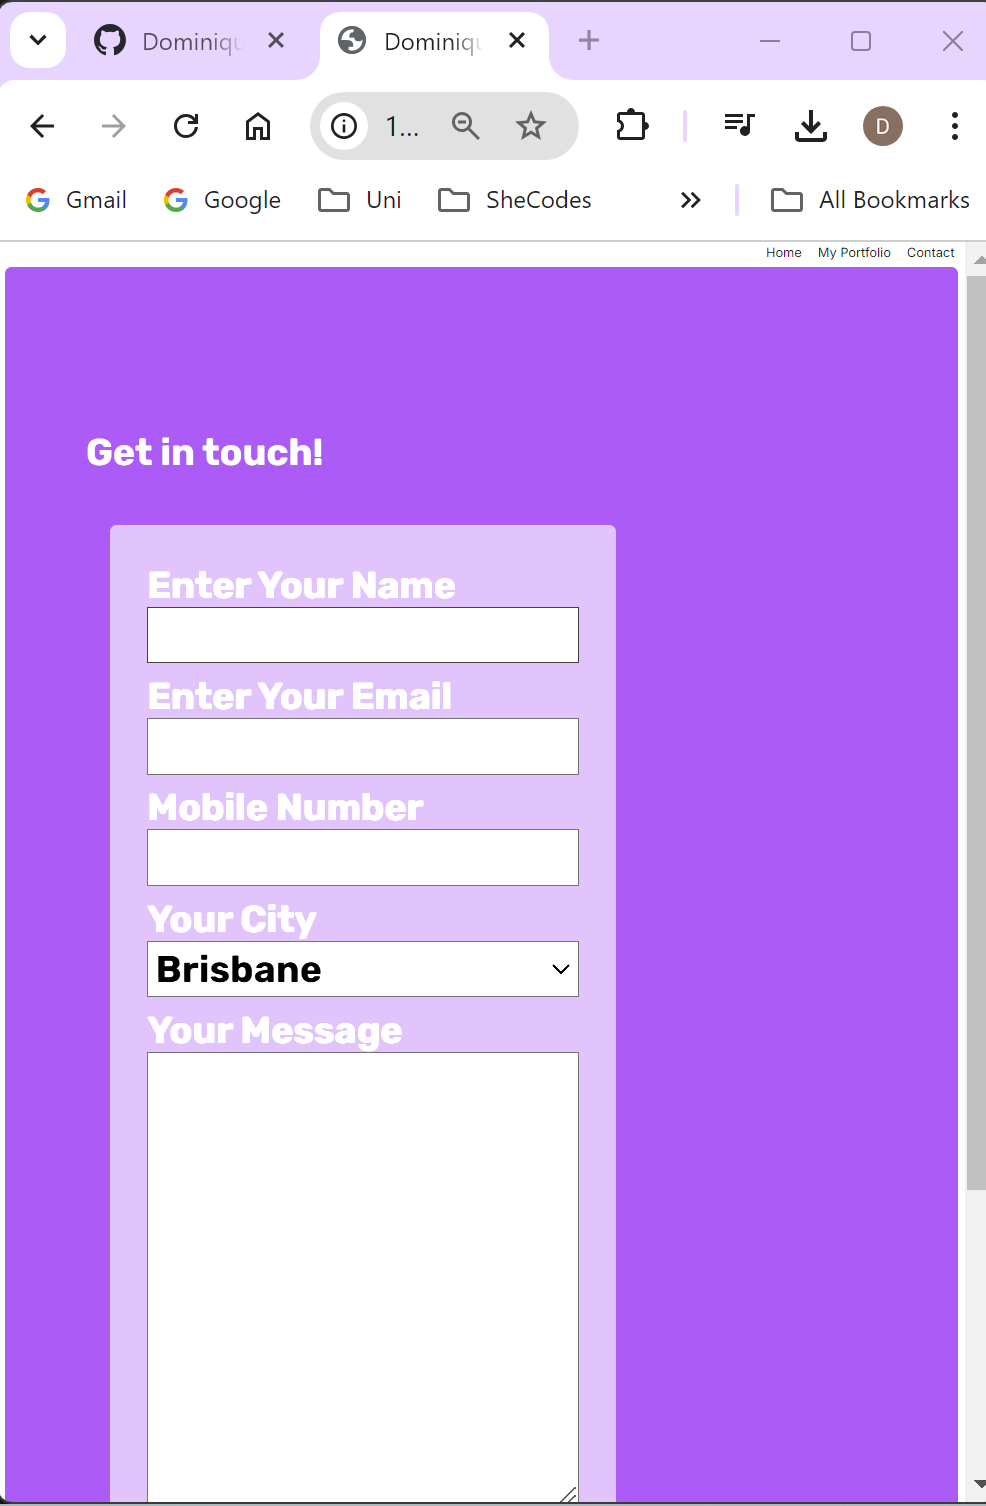 Dominiqu Dominiqu
1...
D
Gmail Google Uni SheCodes All Bookmarks
Home My Portfolio Contact
Get in touch!
Enter Your Name
Enter Your Email
Mobile Number
Your City
Brisbane
Your Message